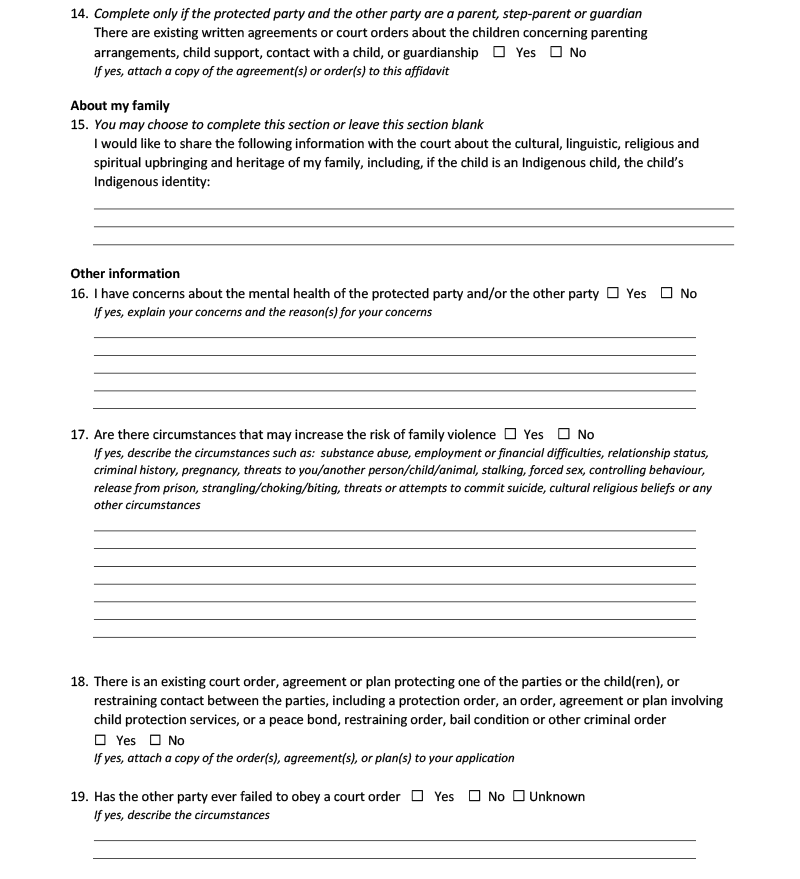 14. Complete only if the protected party and the other party are a parent, step-parent or guardian
There are existing written agreements or court orders about the children concerning parenting
arrangements, child support, contact with a child, or guardianship ☐ Yes ☐ No
If yes, attach a copy of the agreement(s) or order(s) to this affidavit
About my family
15. You may choose to complete this section or leave this section blank
I would like to share the following information with the court about the cultural, linguistic, religious and
spiritual upbringing and heritage of my family, including, if the child is an Indigenous child, the child's
Indigenous identity:
Other information
16. I have concerns about the mental health of the protected party and/or the other party ☐ Yes ☐ No
If yes, explain your concerns and the reason(s) for your concerns
17. Are there circumstances that may increase the risk of family violence ☐ Yes ☐ No
If yes, describe the circumstances such as: substance abuse, employment or financial difficulties, relationship status,
criminal history, pregnancy, threats to you/another person/child/animal, stalking, forced sex, controlling behaviour,
release from prison, strangling/choking/biting, threats or attempts to commit suicide, cultural religious beliefs or any
other circumstances
18. There is an existing court order, agreement or plan protecting one of the parties or the child(ren), or
restraining contact between the parties, including a protection order, an order, agreement or plan involving
child protection services, or a peace bond, restraining order, bail condition or other criminal order
☐ Yes ☐ No
If yes, attach a copy of the order(s), agreement(s), or plan(s) to your application
19. Has the other party ever failed to obey a court order ☐ Yes ☐ No ☐ Unknown
If yes, describe the circumstances